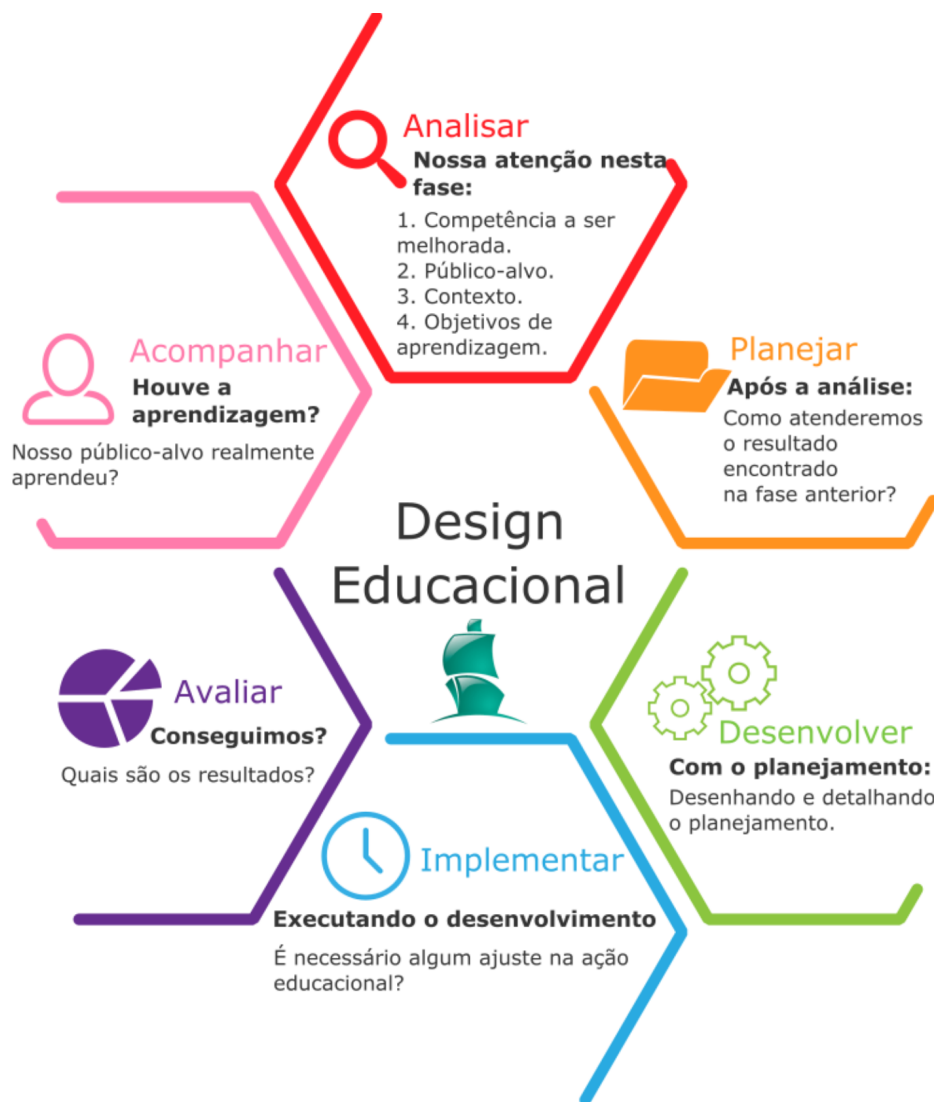 Analisar
Nossa atenção nesta
fase:
1. Competência a ser
melhorada.
2. Público-alvo.
3. Contexto.
4. Objetivos de
aprendizagem.
Planejar
Após a análise:
Como atenderemos
o resultado
encontrado
na fase anterior?
Acompanhar
Houve a
aprendizagem?
Nosso público-alvo realmente
aprendeu?
Design
Educacional
Desenvolver
Com o planejamento:
Desenhando e detalhando
o planejamento.
Avaliar
Conseguimos?
Quais são os resultados?
Implementar
Executando o desenvolvimento
É necessário algum ajuste na ação
educacional?